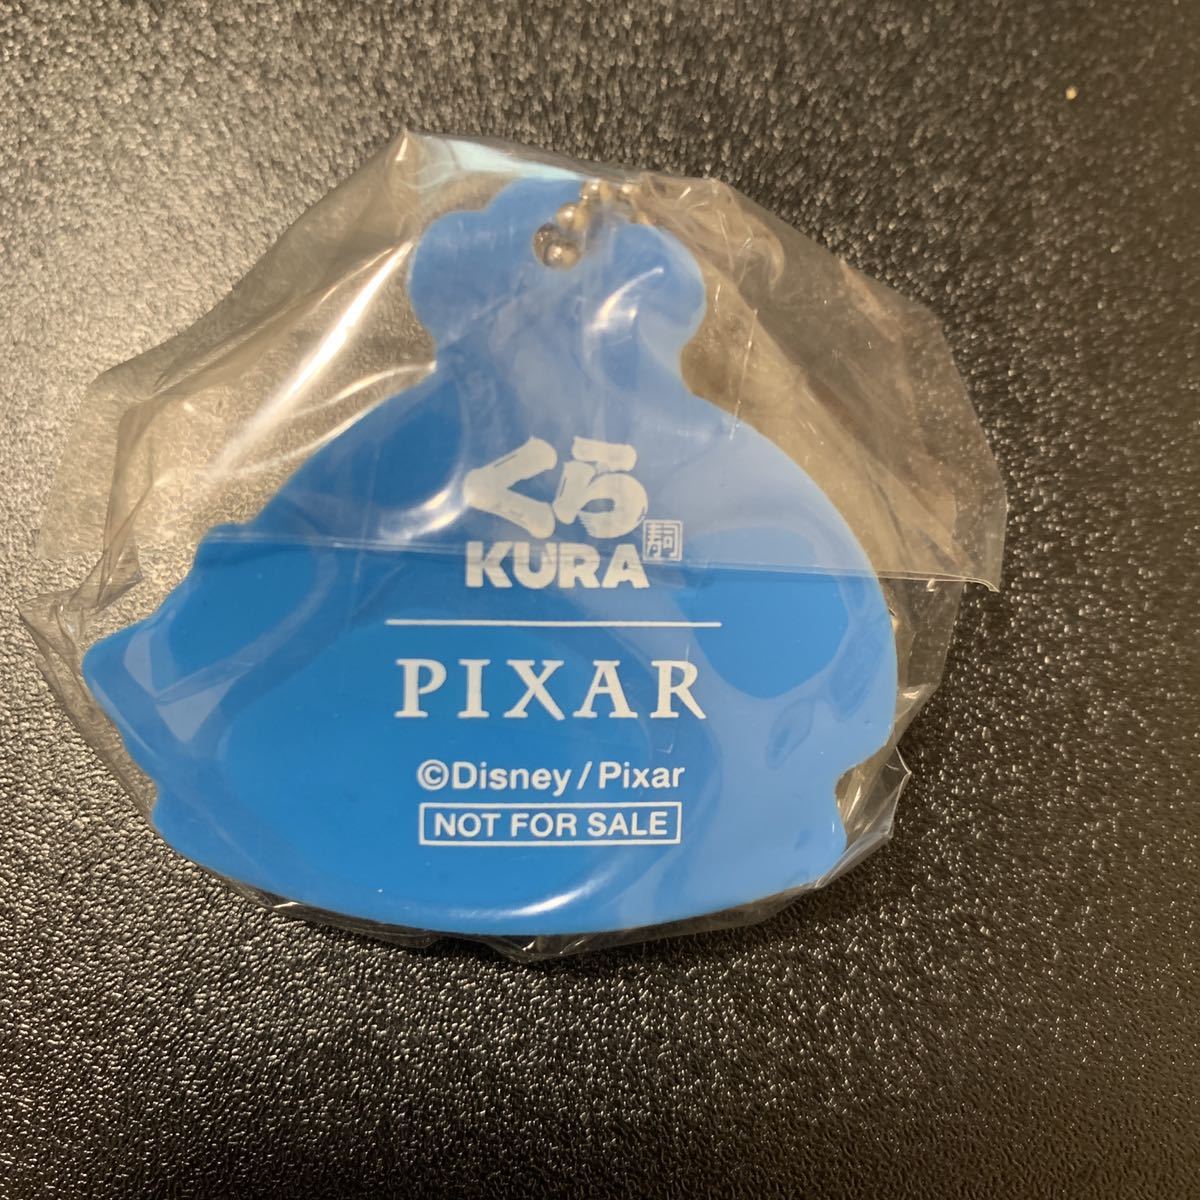 くら
寿司
KURA
PIXAR
©Disney/Pixar
NOT FOR SALE